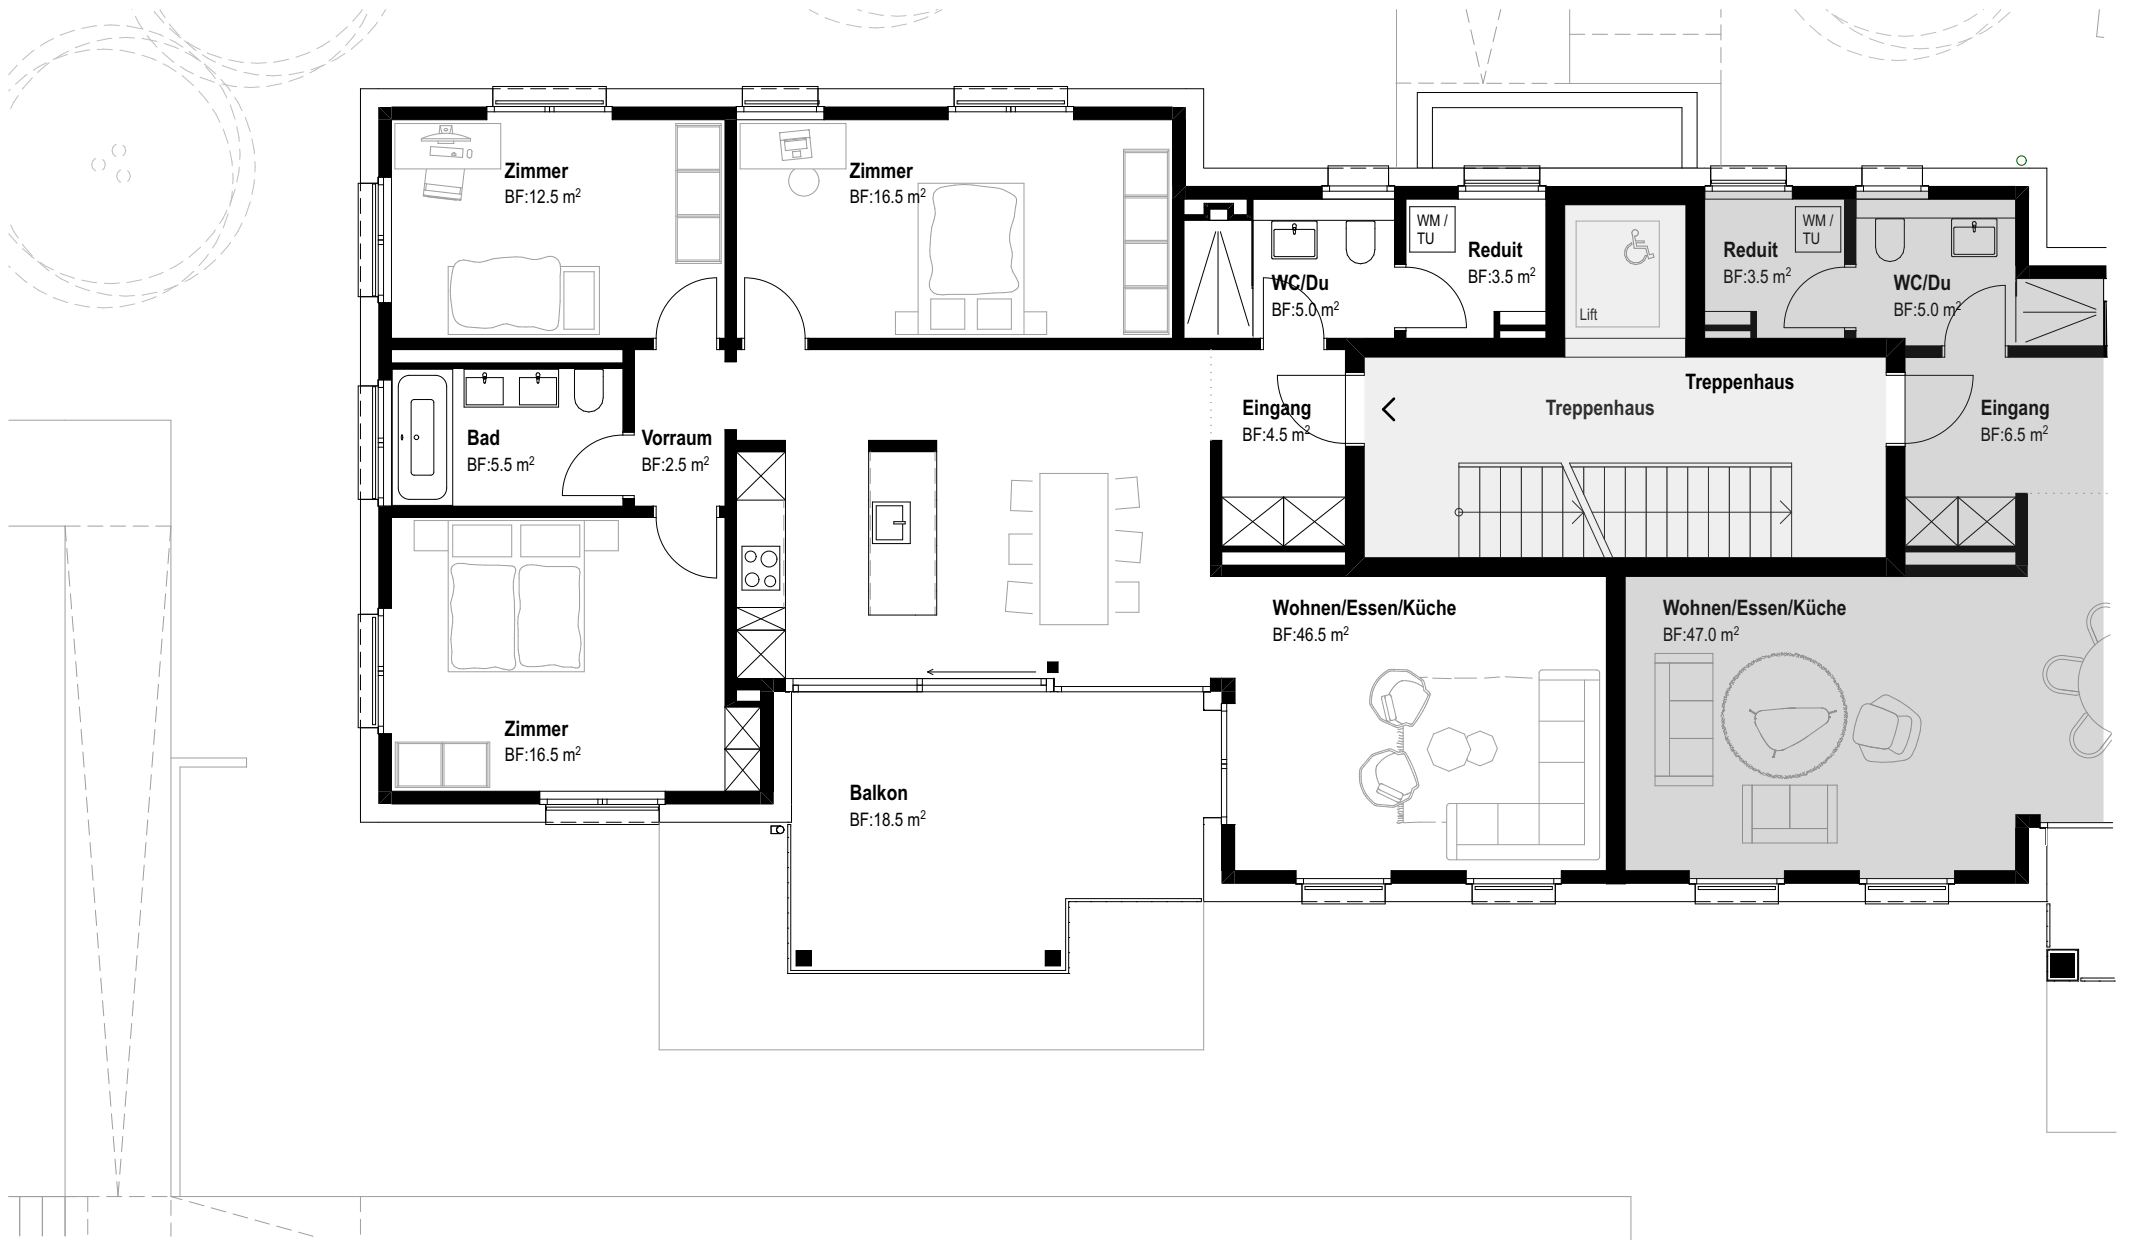 Zimmer
BF:12.5 m²
Zimmer
BF:16.5 m²
WM /
TU
Reduit
BF:3.5 m²
WC/Du
BF:5.0 m²
Lift
Reduit
BF:3.5 m²
WM /
TU
WC/Du
BF:5.0 m²
Treppenhaus
Treppenhaus
Eingang
BF:4.5 m²
Eingang
BF:6.5 m²
Bad
BF:5.5 m²
Vorraum
BF:2.5 m²
Wohnen/Essen/Küche
BF:46.5 m²
Wohnen/Essen/Küche
BF:47.0 m²
Zimmer
BF:16.5 m²
Balkon
BF:18.5 m²